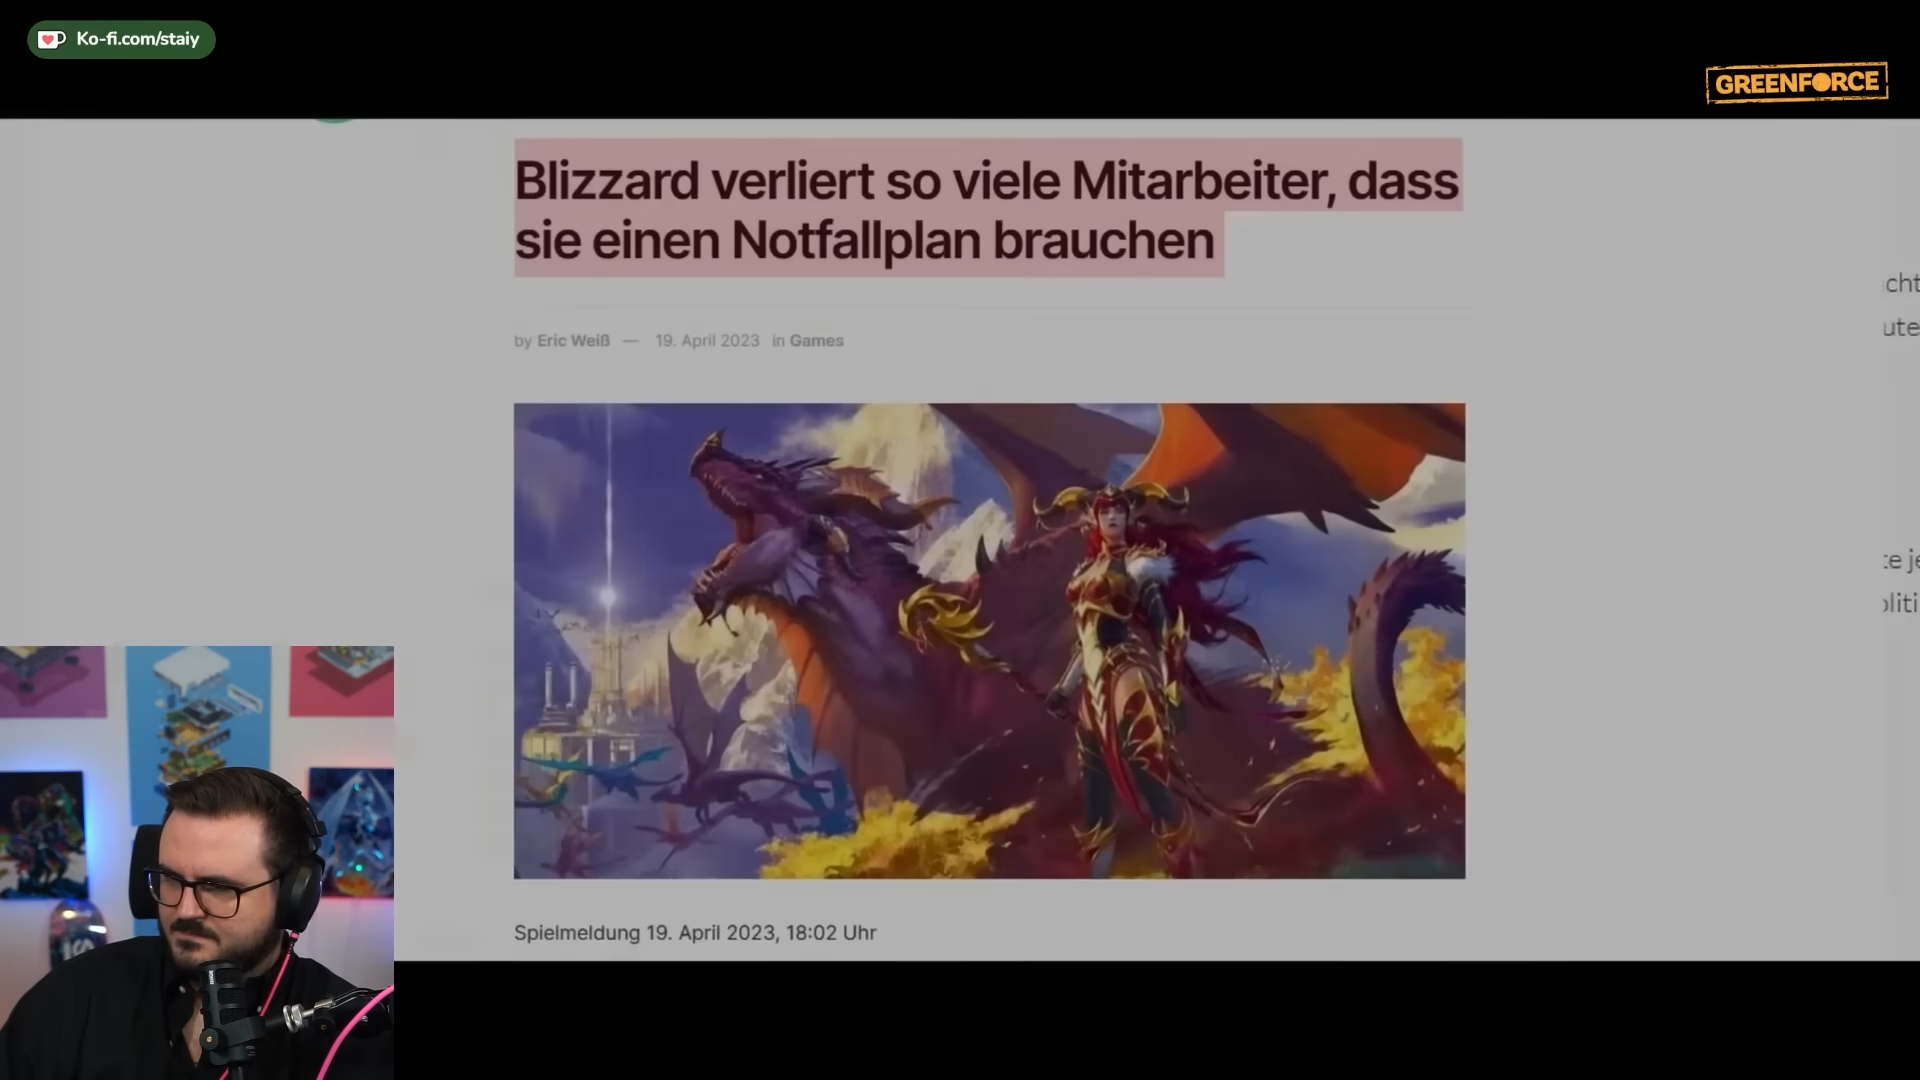 Ko-fi.com/staiy
GREENFORCE
Blizzard verliert so viele Mitarbeiter, dass
sie einen Notfallplan brauchen
by Eric Weiß — 19. April 2023 in Games
Spielmeldung 19. April 2023, 18:02 Uhr